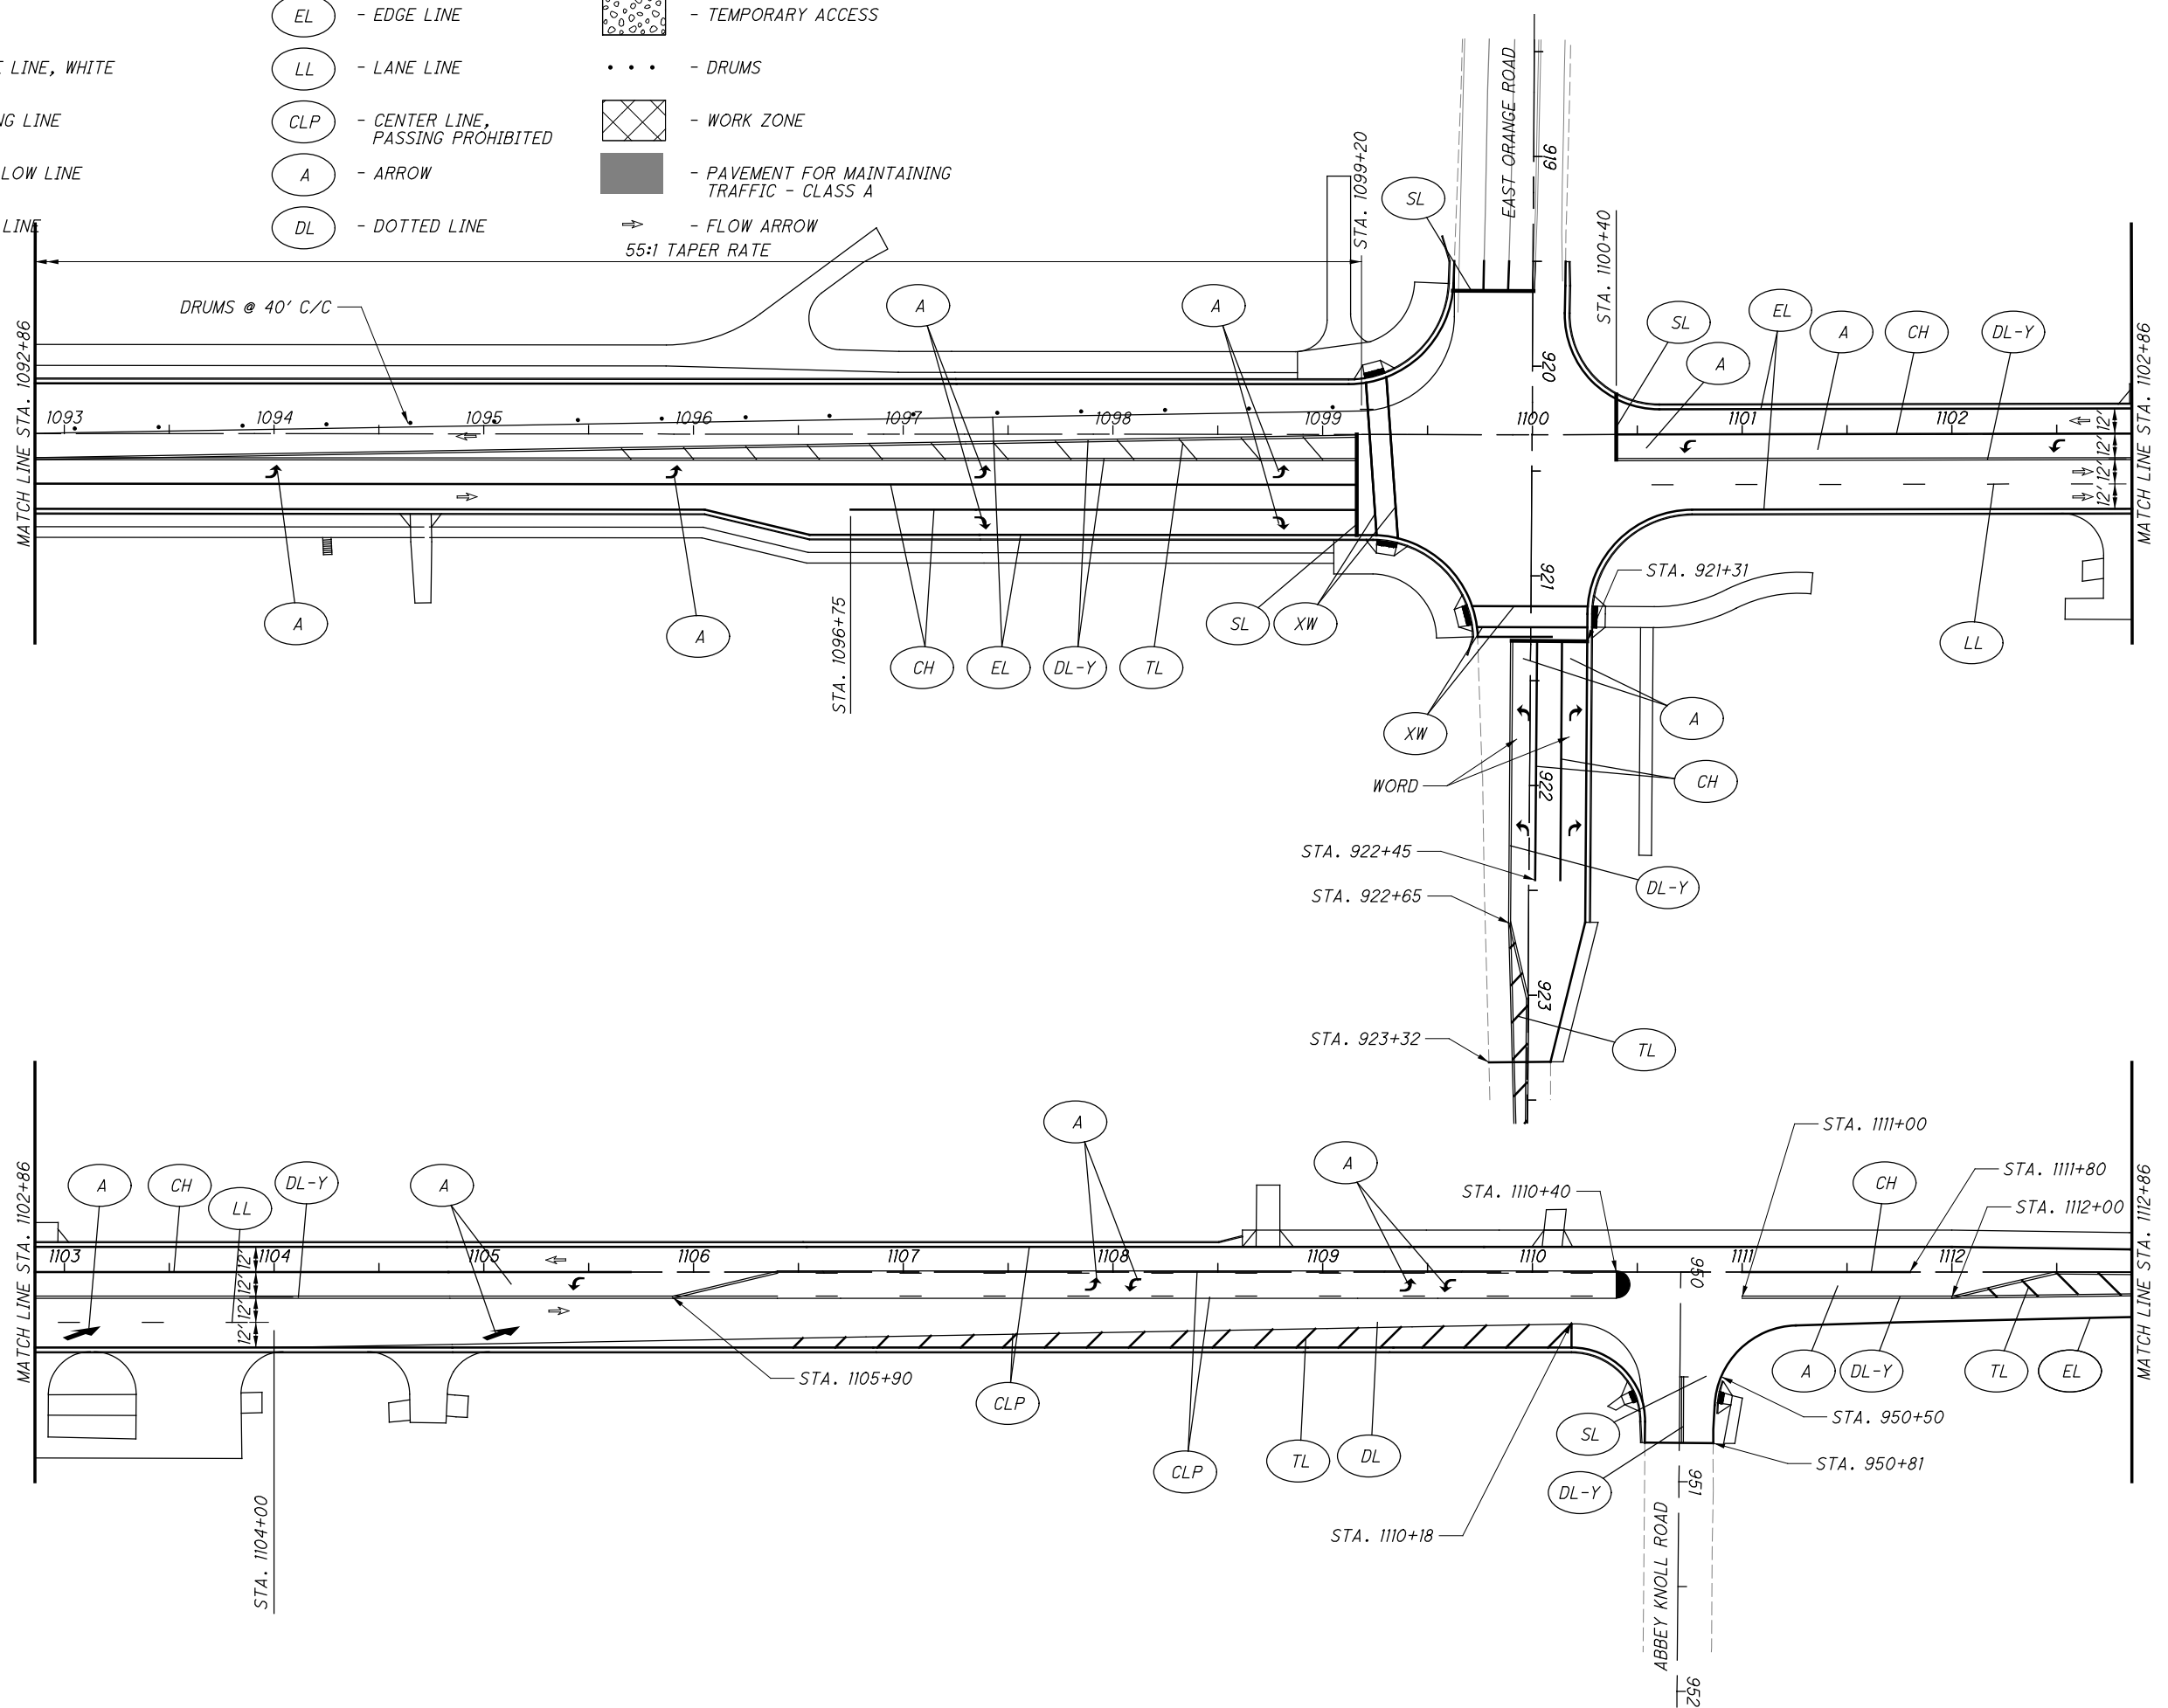 EL - EDGE LINE
- TEMPORARY ACCESS
LINE, WHITE
LL - LANE LINE
- DRUMS
NG LINE
CLP - CENTER LINE,
PASSING PROHIBITED
- WORK ZONE
LOW LINE
A - ARROW
- PAVEMENT FOR MAINTAINING
TRAFFIC - CLASS A
LINE
DL - DOTTED LINE
- FLOW ARROW
55:1 TAPER RATE
STA. 1099+20
EAST ORANGE ROAD
919
SL
STA. 1100+40
DRUMS @ 40' C/C
A
A
SL
A
EL
A
CH
DL-Y
MATCH LINE STA. 1092+86
MATCH LINE STA. 1102+86
920
1093
1094
1095
1096
1097
1098
1099
1100
1101
1102
12'
12'
12'
12'
921
STA. 921+31
A
A
STA. 1096+75
CH
EL
DL-Y
TL
SL
XW
LL
XW
A
WORD
922
CH
STA. 922+45
STA. 922+65
DL-Y
923
STA. 923+32
TL
MATCH LINE STA. 1102+86
MATCH LINE STA. 1112+86
A
CH
LL
DL-Y
A
A
A
STA. 1111+00
STA. 1110+40
CH
STA. 1111+80
STA. 1112+00
1103
1104
1105
1106
1107
1108
1109
1110
1111
1112
12'
12'
12'
12'
950
STA. 1105+90
CLP
CLP
TL
DL
A
DL-Y
TL
EL
SL
STA. 950+50
STA. 950+81
DL-Y
951
STA. 1104+00
STA. 1110+18
ABBEY KNOLL ROAD
952